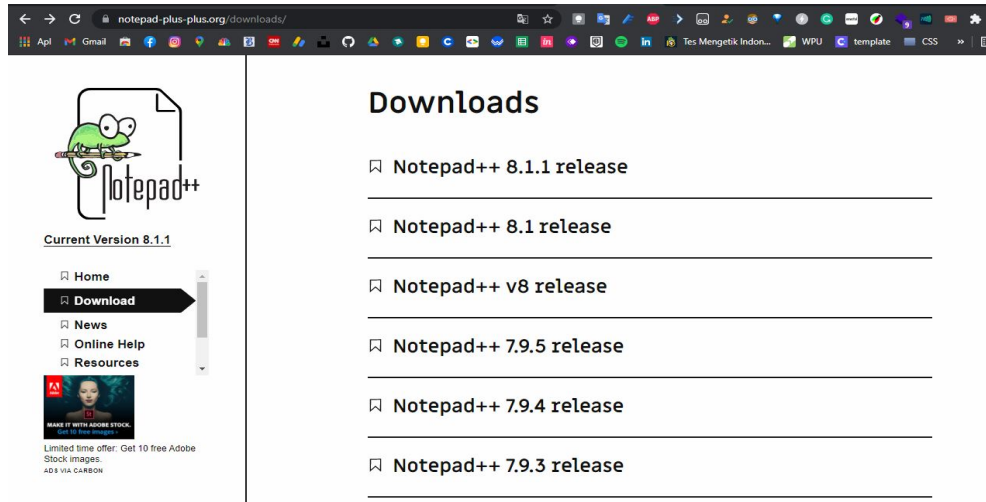 notepad-plus-plus.org/downloads/
Apl
Gmail
Tes Mengetik Indon...
WPU
template
CSS
»
Notepad++
Current Version 8.1.1
Home
Download
News
Online Help
Resources
MAKE IT WITH ADOBE STOCK.
Get 10 free images ›
Limited time offer: Get 10 free Adobe
Stock images.
ADS VIA CARBON
Downloads
Notepad++ 8.1.1 release
Notepad++ 8.1 release
Notepad++ v8 release
Notepad++ 7.9.5 release
Notepad++ 7.9.4 release
Notepad++ 7.9.3 release